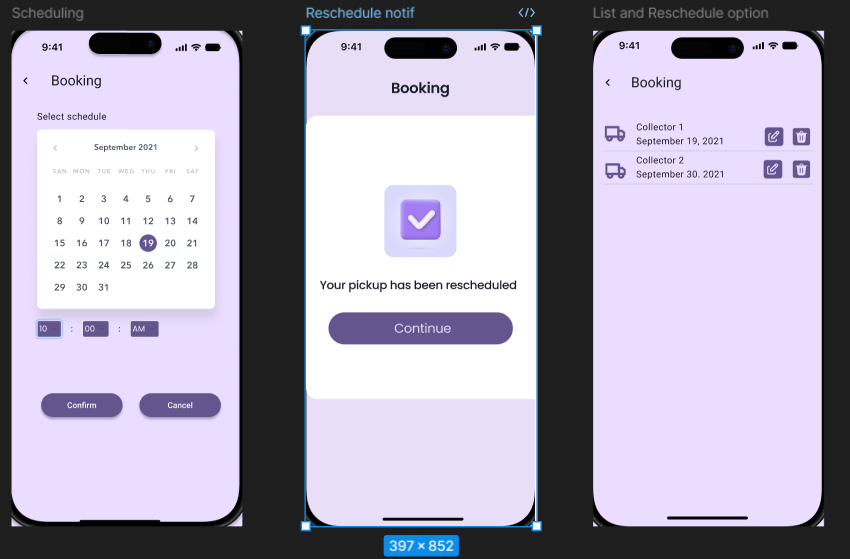 Scheduling
9:41
Booking
Select schedule
September 2021
SAN MON TUE WED THU FRI SAT
1 2 3 4 5 6 7
8 9 10 11 12 13 14
15 16 17 18 19 20 21
22 23 24 25 26 27 28
29 30 31
10 : 00 : AM
Confirm Cancel
Reschedule notif </>
9:41
Booking
Your pickup has been rescheduled
Continue
397 × 852
List and Reschedule option
9:41
Booking
Collector 1
September 19, 2021
Collector 2
September 30. 2021